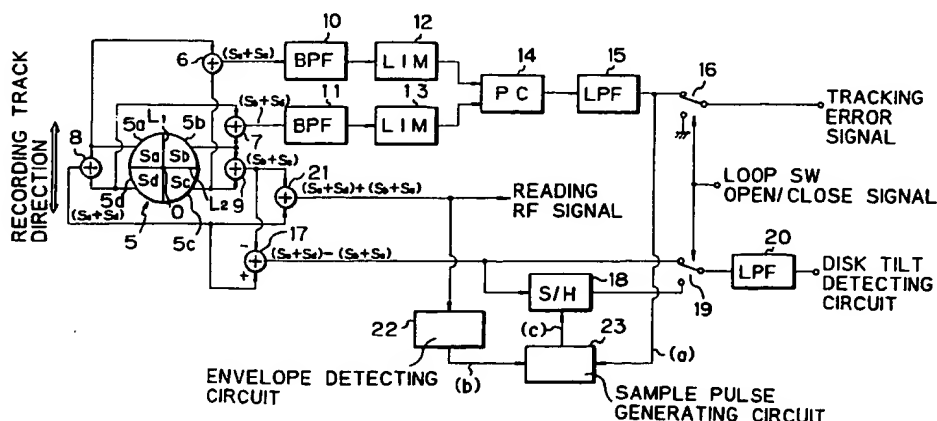 10
12
6
(Sa+Sc)
BPF
LIM
14
15
16
11
13
PC
LPF
TRACKING
ERROR
SIGNAL
RECORDING TRACK
DIRECTION
L1
5a
5b
(Sb+Sd)
7
BPF
LIM
8
Sa
Sb
Sd
Sc
(Sb+Sc)
21
5d
L2
9
(Sa+Sd)+(Sb+Sc)
READING
RF SIGNAL
LOOP SW
OPEN/CLOSE SIGNAL
(Sa+Sd)
O
5
5c
17
-
+
(Sa+Sd)-(Sb+Sc)
18
S/H
19
20
LPF
DISK TILT
DETECTING
CIRCUIT
22
(c)
23
(a)
(b)
ENVELOPE DETECTING
CIRCUIT
SAMPLE PULSE
GENERATING CIRCUIT